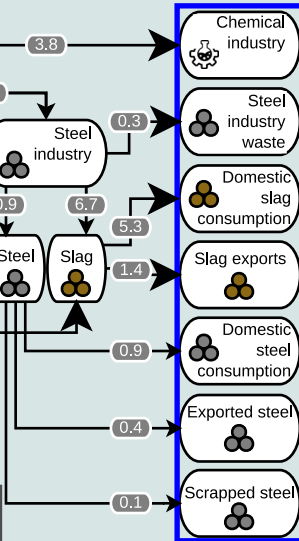 Chemical
industry
3.8
Steel
industry
0.3
Steel
industry
waste
0.9
6.7
Domestic
slag
consumption
5.3
Steel
Slag
1.4
Slag exports
0.9
Domestic
steel
consumption
0.4
Exported steel
0.1
Scrapped steel